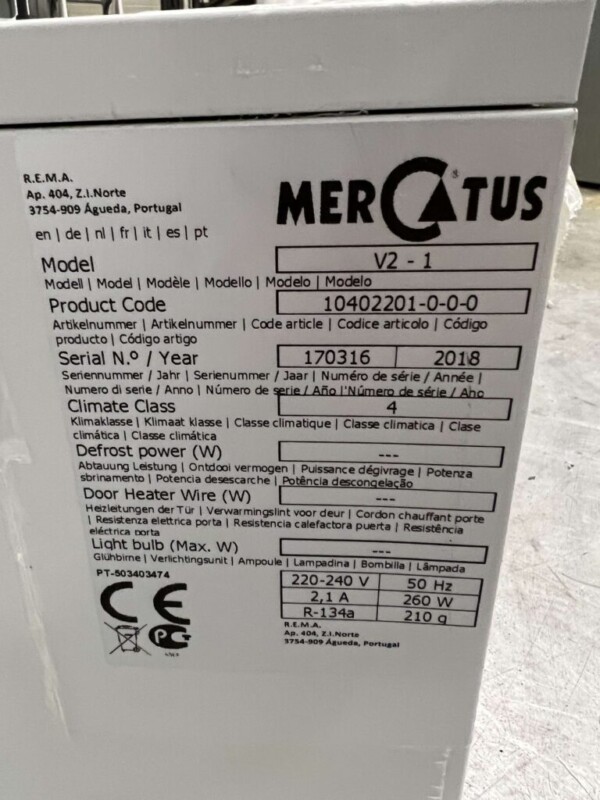 R.E.M.A.
Ap. 404, Z.I.Norte
3754-909 Águeda, Portugal
MERCATUS®
en | de | nl | fr | it | es | pt
Model V2 - 1
Modell | Model | Modèle | Modello | Modelo | Modelo
Product Code 10402201-0-0-0
Artikelnummer | Artikelnummer | Code article | Codice articolo | Código
producto | Código artigo
Serial N.º / Year 170316 2018
Seriennummer / Jahr | Serienummer / Jaar | Numéro de série / Année |
Numero di serie / Anno | Número de serie / Año l'Número de série / Aho
Climate Class 4
Klimaklasse | Klimaat klasse | Classe climatique | Classe climatica | Clase
climática | Classe climática
Defrost power (W) ---
Abtauung Leistung | Ontdooi vermogen | Puissance dégivrage | Potenza
sbrinamento | Potencia desescarche | Potência descongelação
Door Heater Wire (W) ---
Heizleitungen der Tür | Verwarmingslint voor deur | Cordon chauffant porte
| Resistenza elettrica porta | Resistencia calefactora puerta | Resistência
eléctrica porta
Light bulb (Max. W) ---
Glühbirne | Verlichtingsunit | Ampoule | Lampadina | Bombilla | Lâmpada
PT-503403474
CE
220-240 V 50 Hz
2,1 A 260 W
R-134a 210 g
R.E.M.A.
Ap. 404, Z.I.Norte
3754-909 Águeda, Portugal